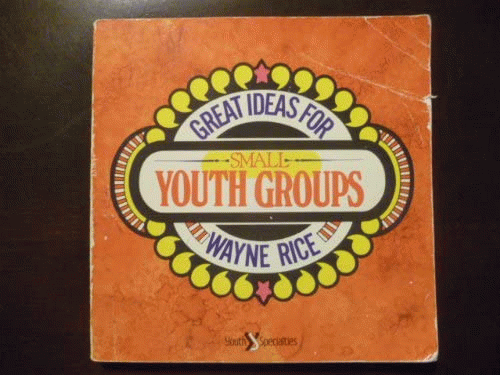 GREAT IDEAS FOR
SMALL
YOUTH GROUPS
WAYNE RICE
Youth Specialties